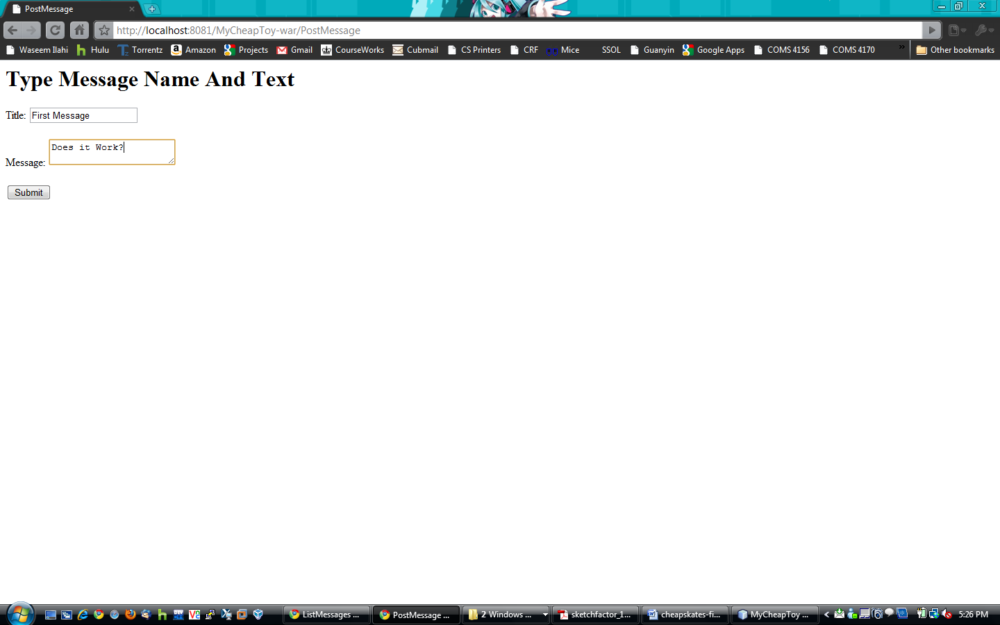 PostMessage
http://localhost:8081/MyCheapToy-war/PostMessage
Waseem Ilahi Hulu Torrentz Amazon Projects Gmail CourseWorks Cubmail CS Printers CRF Mice SSOL Guanyin Google Apps COMS 4156 COMS 4170 » Other bookmarks
Type Message Name And Text
Title: First Message
Does it Work?
Message:
Submit
ListMessages ... PostMessage ... 2 Windows ... sketchfactor_1... cheapskates-fi... MyCheapToy ... 5:26 PM